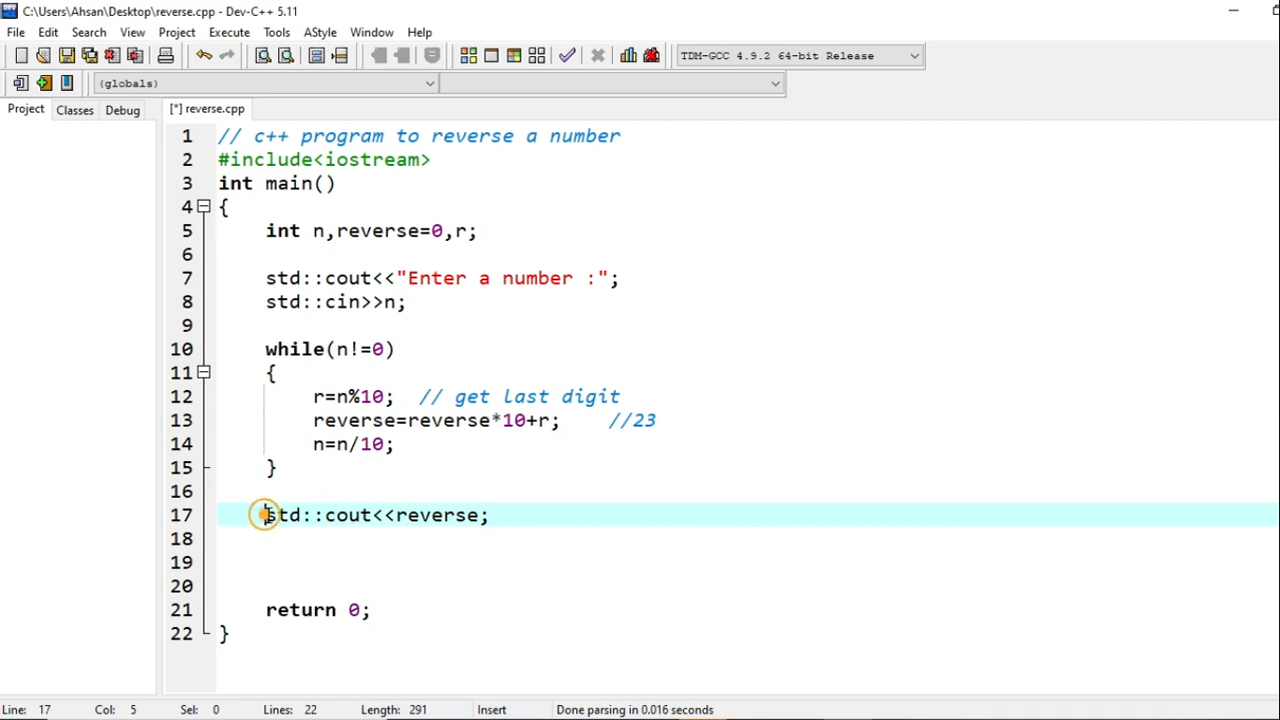 C:\Users\Ahsan\Desktop\reverse.cpp - Dev-C++ 5.11
File Edit Search View Project Execute Tools AStyle Window Help
TDM-GCC 4.9.2 64-bit Release
(globals)
Project Classes Debug [*] reverse.cpp
1 // c++ program to reverse a number
2 #include<iostream>
3 int main()
4 {
5 int n,reverse=0,r;
6
7 std::cout<<"Enter a number :";
8 std::cin>>n;
9
10 while(n!=0)
11 {
12 r=n%10; // get last digit
13 reverse=reverse*10+r; //23
14 n=n/10;
15 }
16
17 std::cout<<reverse;
18
19
20
21 return 0;
22 }
Line: 17 Col: 5 Sel: 0 Lines: 22 Length: 291 Insert Done parsing in 0.016 seconds